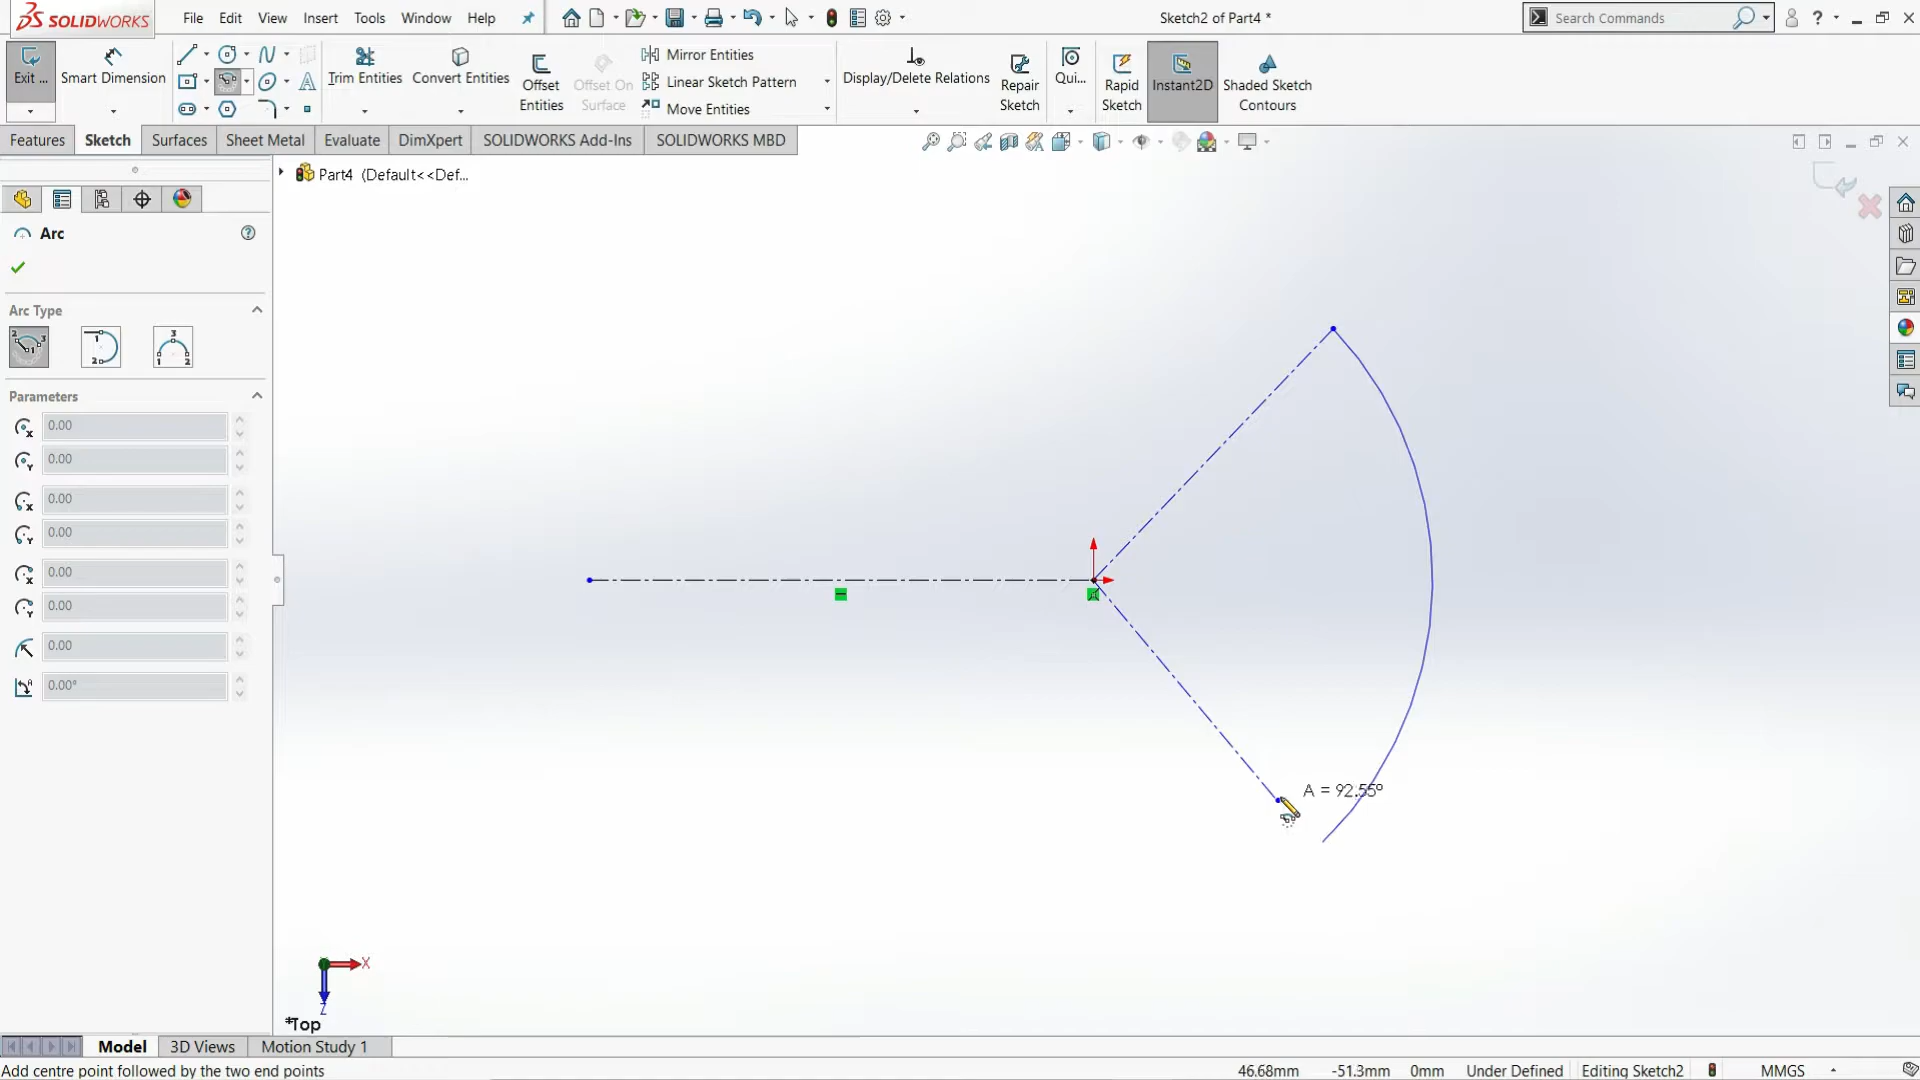 SOLIDWORKS
File
Edit
View
Insert
Tools
Window
Help
Sketch2 of Part4 *
Search Commands
Exit ...
Smart Dimension
Trim Entities
Convert Entities
Offset Entities
Offset On Surface
Mirror Entities
Linear Sketch Pattern
Move Entities
Display/Delete Relations
Repair Sketch
Qui...
Rapid Sketch
Instant2D
Shaded Sketch Contours
Features
Sketch
Surfaces
Sheet Metal
Evaluate
DimXpert
SOLIDWORKS Add-Ins
SOLIDWORKS MBD
Part4 (Default<<Def...
Arc
Arc Type
Parameters
0.00
0.00
0.00
0.00
0.00
0.00
0.00
0.00°
A = 92.55°
X
Z
*Top
Model
3D Views
Motion Study 1
Add centre point followed by the two end points
46.68mm
-51.3mm
0mm
Under Defined
Editing Sketch2
MMGS